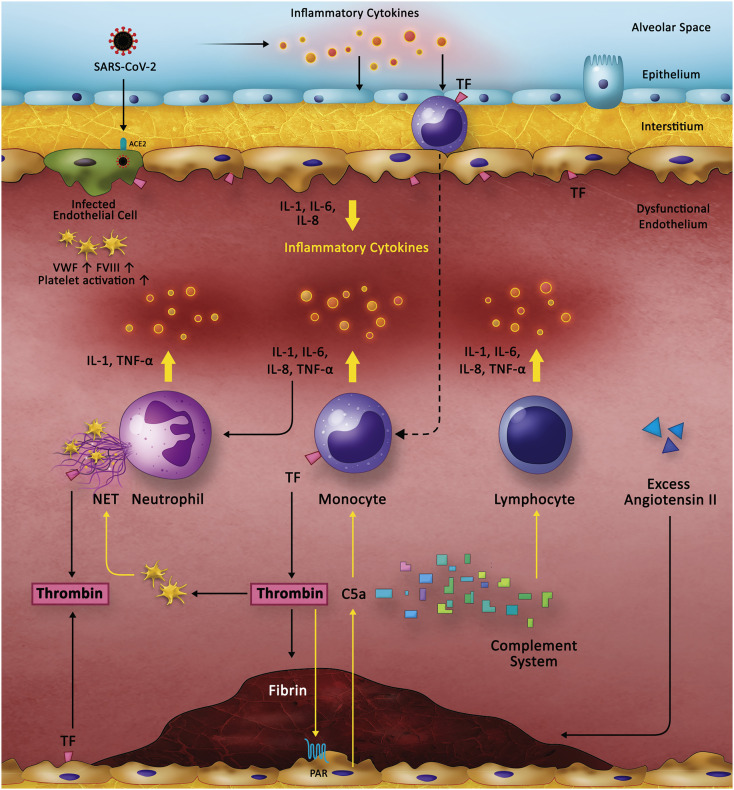 Inflammatory Cytokines
Alveolar Space
SARS-CoV-2
Epithelium
TF
Interstitium
ACE2
TF
Infected
Endothelial Cell
IL-1, IL-6,
IL-8
Dysfunctional
Endothelium
Inflammatory Cytokines
VWF ↑ FVIII ↑
Platelet activation ↑
IL-1, TNF-α
IL-1, IL-6,
IL-8, TNF-α
IL-1, IL-6,
IL-8, TNF-α
TF
NET
Neutrophil
Monocyte
Lymphocyte
Excess
Angiotensin II
Thrombin
Thrombin
C5a
Complement
System
Fibrin
TF
PAR